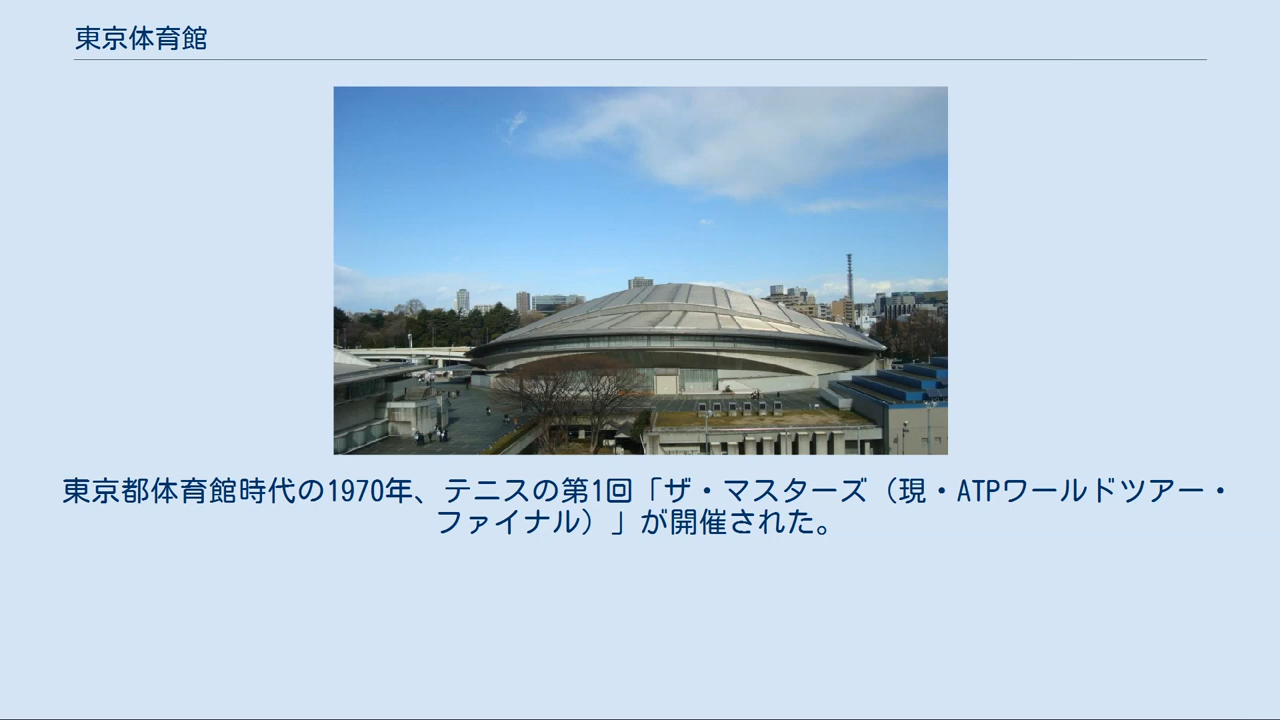 東京体育館
東京都体育館時代の1970年、テニスの第1回「ザ・マスターズ（現・ATPワールドツアー・
ファイナル）」が開催された。